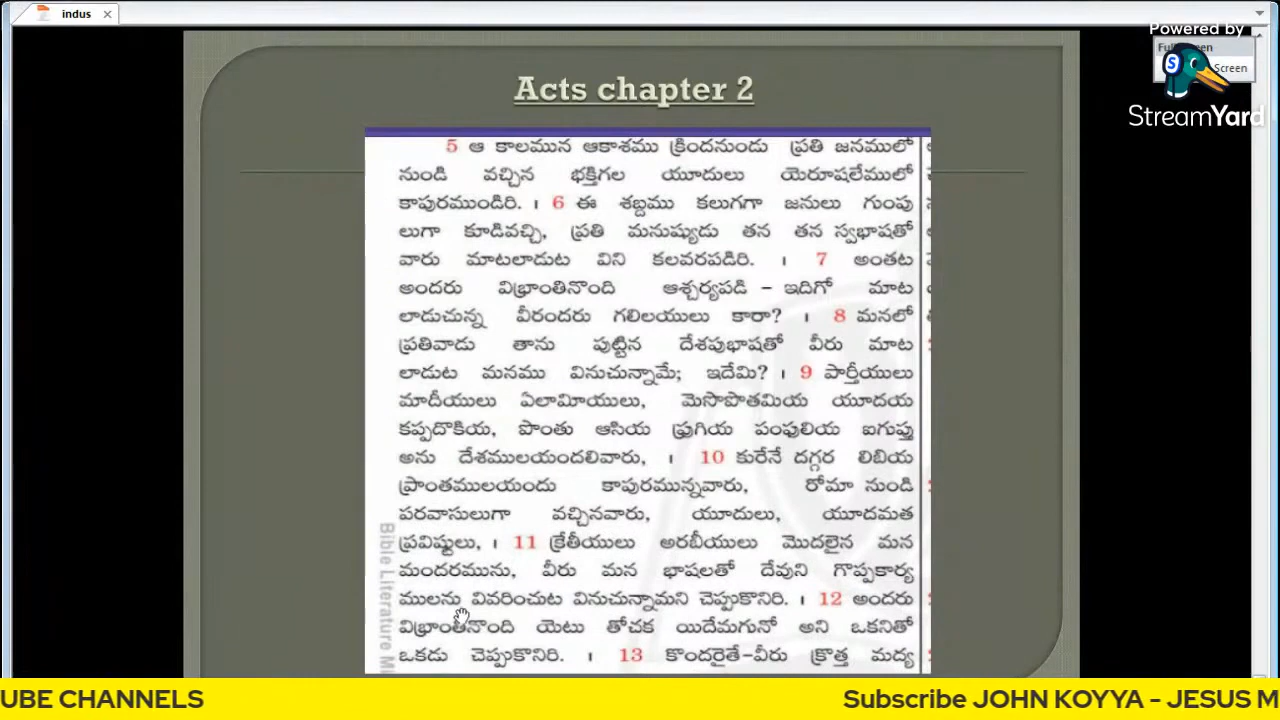 indus
Powered by
Screen
StreamYard
Acts chapter 2
5 ఆ కాలమున ఆకాశము క్రిందనుండు ప్రతి జనములో
నుండి వచ్చిన భక్తిగల యూదులు యెరూషలేములో
కాపురముండిరి. । 6 ఈ శబ్దము కలుగగా జనులు గుంపు
లుగా కూడివచ్చి, ప్రతి మనుష్యుడు తన తన స్వభాషతో
వారు మాటలాడుట విని కలవరపడిరి. । 7 అంతట
అందరు విభ్రాంతినొంది ఆశ్చర్యపడి – ఇదిగో మాట
లాడుచున్న వీరందరు గలిలయులు కారా? । 8 మనలో
ప్రతివాడు తాను పుట్టిన దేశపుభాషతో వీరు మాట
లాడుట మనము వినుచున్నామే; ఇదేమి? । 9 పార్తీయులు
మాదీయులు ఏలామీయులు, మెసొపొతమియ యూదయ
కప్పదొకియ, పొంతు ఆసియ ఫ్రుగియ పంఫులియ ఐగుప్తు
అను దేశములయందలివారు, । 10 కురేనే దగ్గర లిబియ
ప్రాంతములయందు కాపురమున్నవారు, రోమా నుండి
పరవాసులుగా వచ్చినవారు, యూదులు, యూదమత
ప్రవిష్టులు, । 11 క్రేతీయులు అరబీయులు మొదలైన మన
మందరమును, వీరు మన భాషలతో దేవుని గొప్పకార్య
ములను వివరించుట వినుచున్నామని చెప్పుకొనిరి. । 12 అందరు
విభ్రాంతినొంది యెటు తోచక యిదేమగునో అని ఒకనితో
ఒకడు చెప్పుకొనిరి. । 13 కొందరైతే–వీరు క్రొత్త మద్య
Bible Literature Mi
UBE CHANNELS
Subscribe JOHN KOYYA - JESUS M